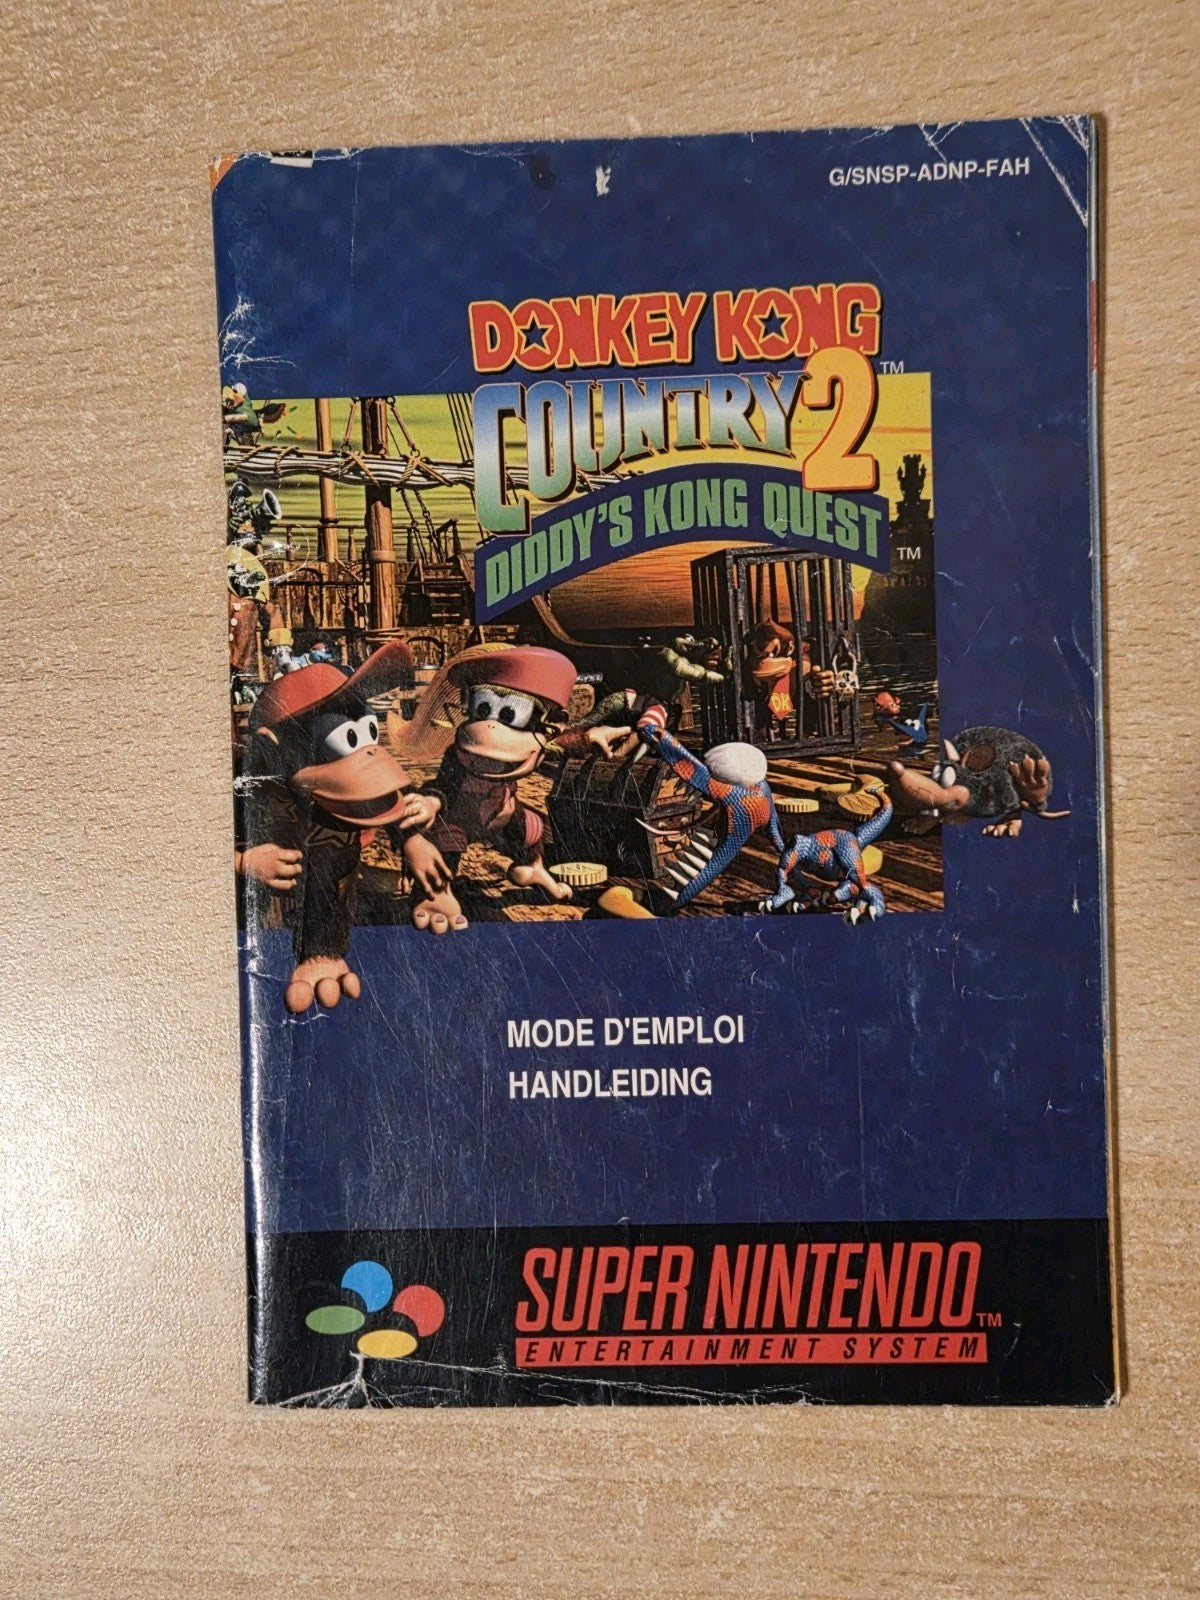 G/SNSP-ADNP-FAH
DONKEY KONG
COUNTRY 2 ™
DIDDY'S KONG QUEST ™
DK
MODE D'EMPLOI
HANDLEIDING
SUPER NINTENDO ™
ENTERTAINMENT SYSTEM